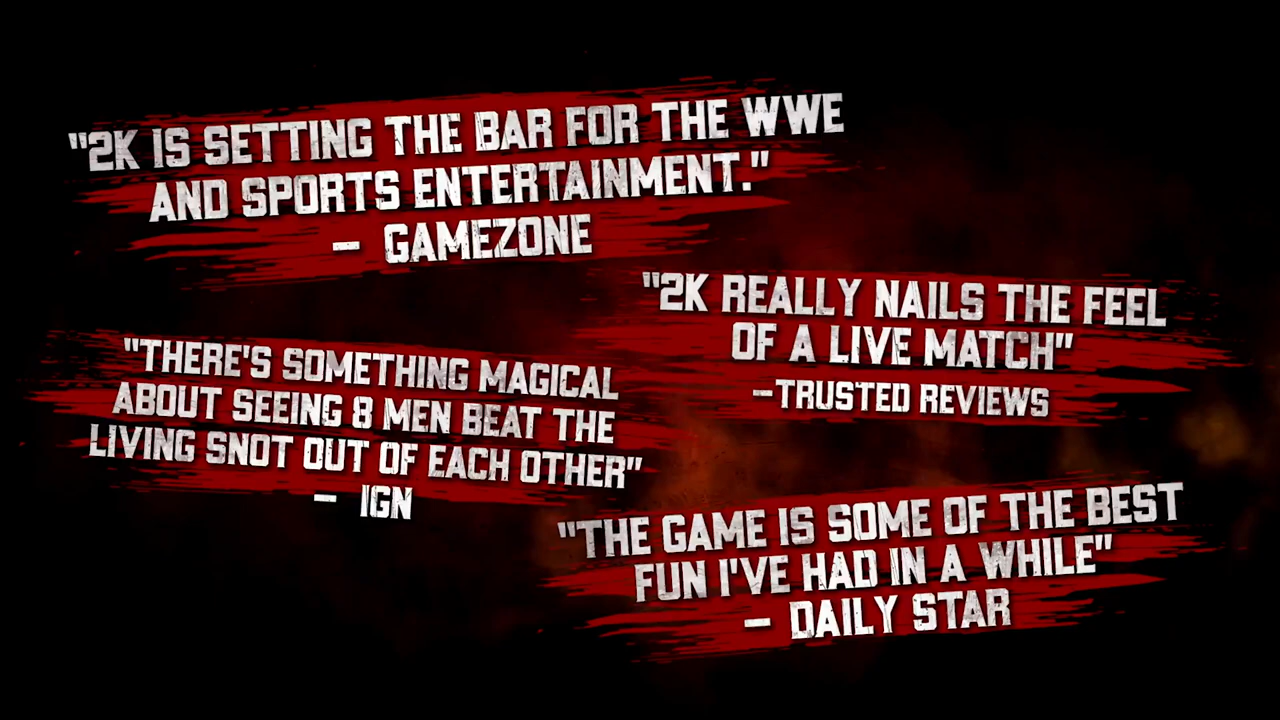 "2K IS SETTING THE BAR FOR THE WWE
AND SPORTS ENTERTAINMENT."
– GAMEZONE
"2K REALLY NAILS THE FEEL
OF A LIVE MATCH"
–TRUSTED REVIEWS
"THERE'S SOMETHING MAGICAL
ABOUT SEEING 8 MEN BEAT THE
LIVING SNOT OUT OF EACH OTHER"
– IGN
"THE GAME IS SOME OF THE BEST
FUN I'VE HAD IN A WHILE"
– DAILY STAR